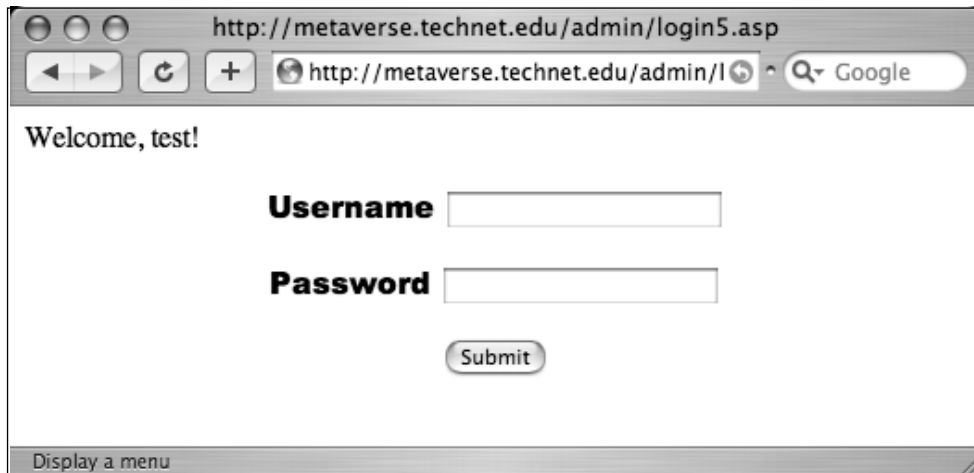 http://metaverse.technet.edu/admin/login5.asp
http://metaverse.technet.edu/admin/l Google
Welcome, test!
Username
Password
Submit
Display a menu